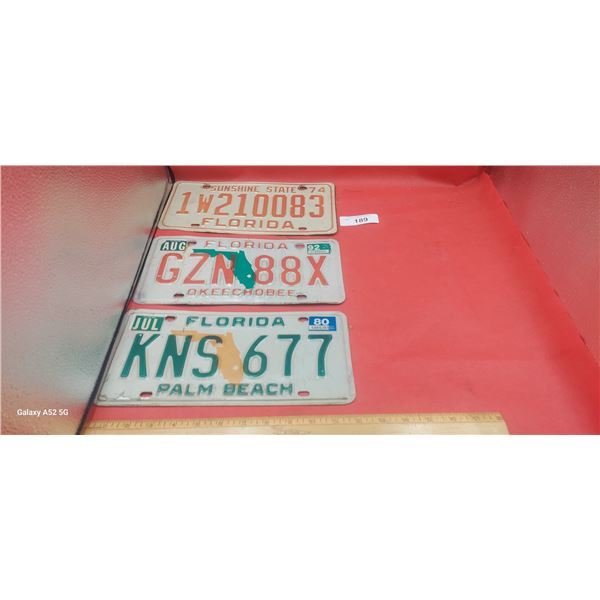 SUNSHINE STATE 74
1W210083
FLORIDA
189
AUG FLORIDA 92
GZN 88X
OKEECHOBEE
JUL FLORIDA 80
KNS 677
PALM BEACH
Galaxy A52 5G